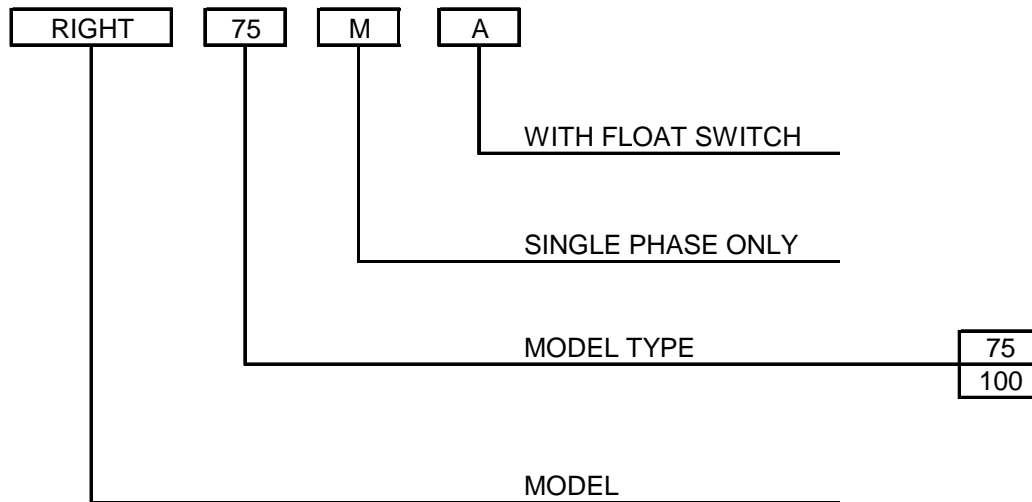 RIGHT 75 M A
WITH FLOAT SWITCH
SINGLE PHASE ONLY
MODEL TYPE 75
100
MODEL